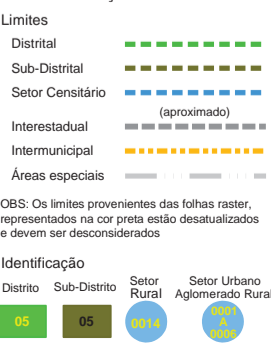 Limites
Distrital
Sub-Distrital
Setor Censitário
(aproximado)
Interestadual
Intermunicipal
Áreas especiais
OBS: Os limites provenientes das folhas raster,
representados na cor preta estão desatualizados
e devem ser desconsiderados
Identificação
Distrito
Sub-Distrito
Setor
Rural
Setor Urbano
Aglomerado Rural
05
05
0014
0001
A
0006